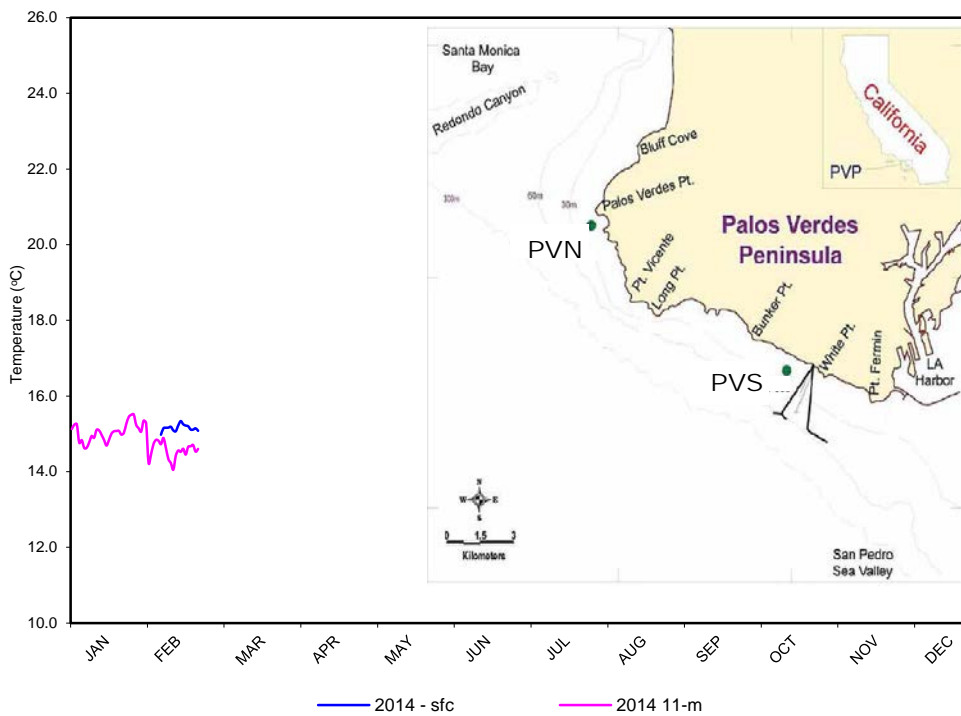 26.0
24.0
22.0
20.0
18.0
16.0
14.0
12.0
10.0
Temperature (ºC)
JAN
FEB
MAR
APR
MAY
JUN
JUL
AUG
SEP
OCT
NOV
DEC
2014 - sfc
2014 11-m
Santa Monica
Bay
Redondo Canyon
Bluff Cove
Palos Verdes Pt.
300m
60m
30m
PVN
Pt. Vicente
Long Pt.
Palos Verdes
Peninsula
Bunker Pt.
White Pt.
Pt. Fermin
LA
Harbor
PVS
California
PVP
N
W
E
S
0 1.5 3
Kilometers
San Pedro
Sea Valley